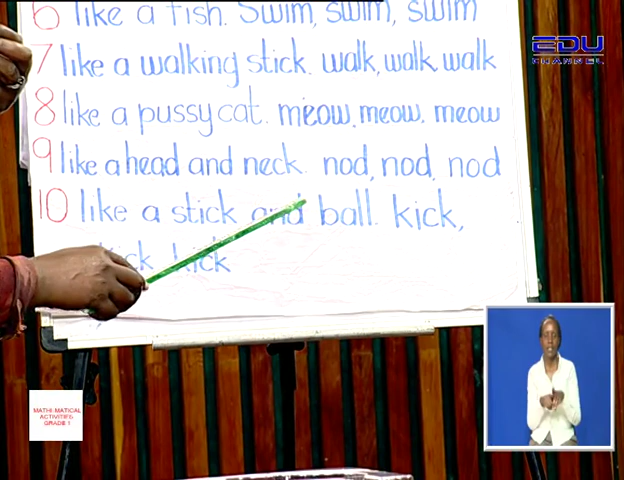 6 like a fish. Swim, swim, swim
7 like a walking stick. walk, walk, walk
8 like a pussy cat. meow, meow, meow
9 like a head and neck. nod, nod, nod
10 like a stick and ball. kick,
kick, kick
EDU
CHANNEL
MATHEMATICAL
ACTIVITIES
GRADE 1